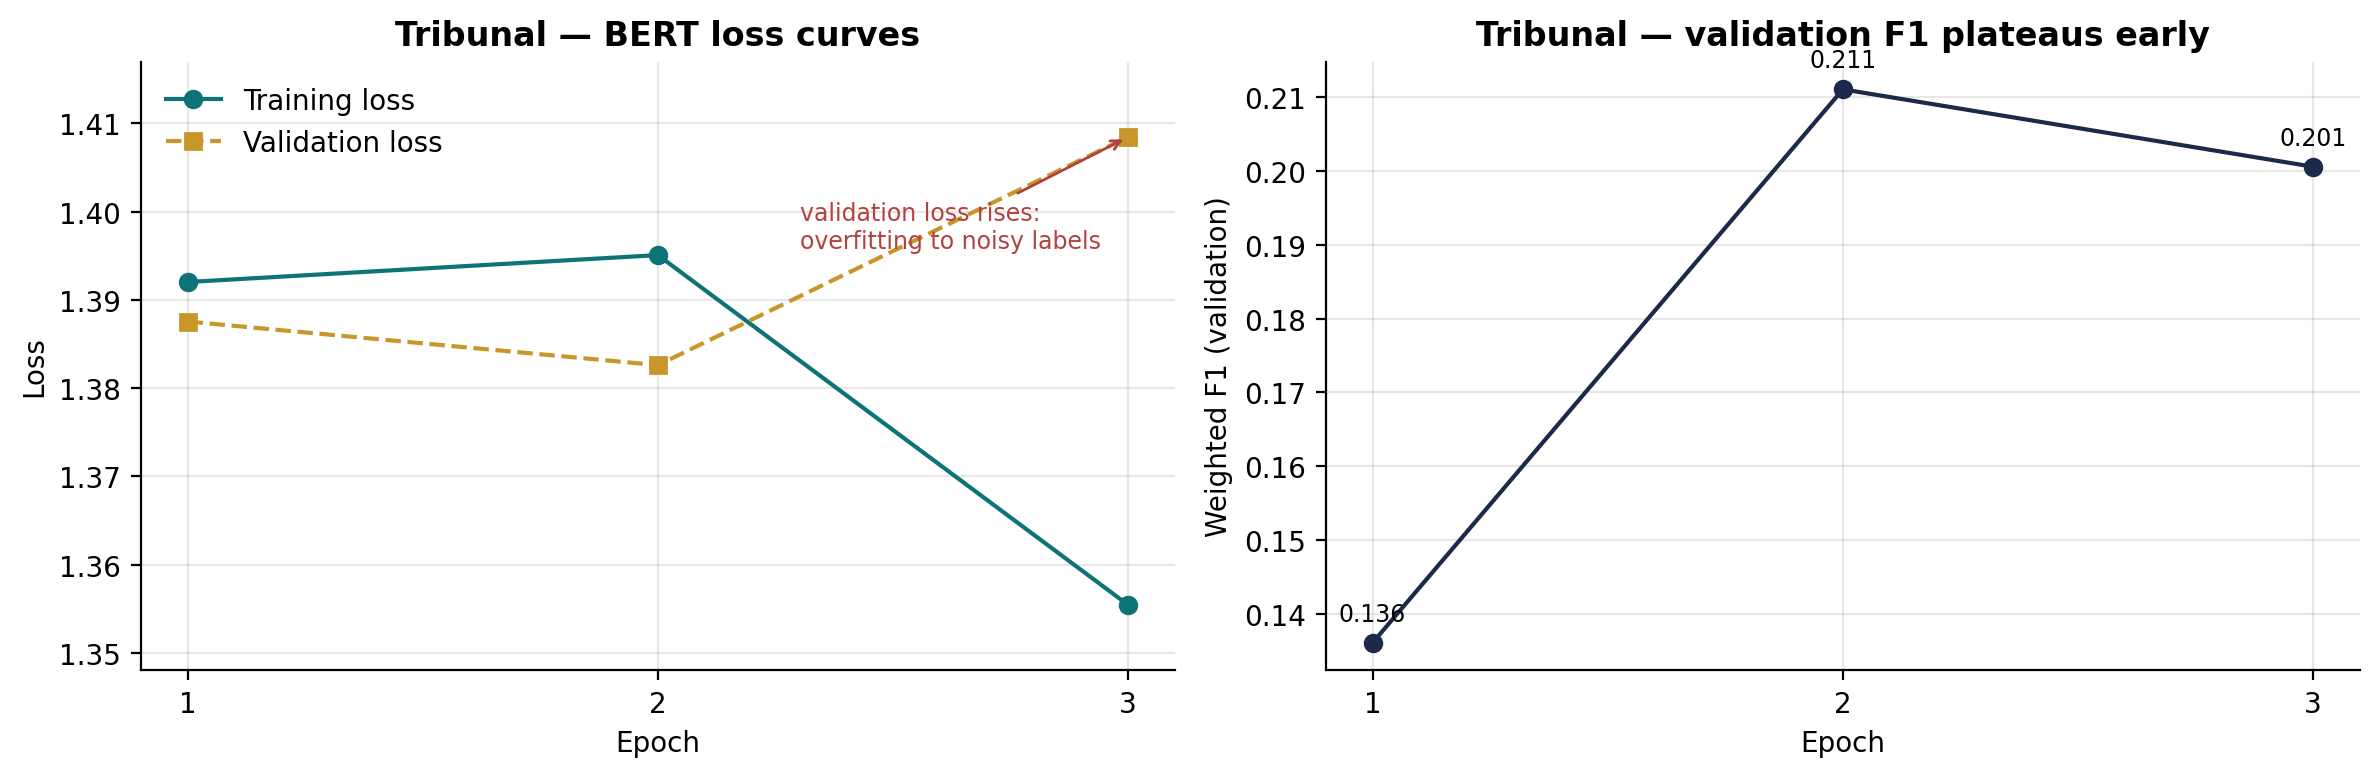 Tribunal — BERT loss curves
Training loss
Validation loss
validation loss rises:
overfitting to noisy labels
Loss
1.41
1.40
1.39
1.38
1.37
1.36
1.35
1
2
3
Epoch
Tribunal — validation F1 plateaus early
0.211
0.201
0.136
Weighted F1 (validation)
0.21
0.20
0.19
0.18
0.17
0.16
0.15
0.14
1
2
3
Epoch